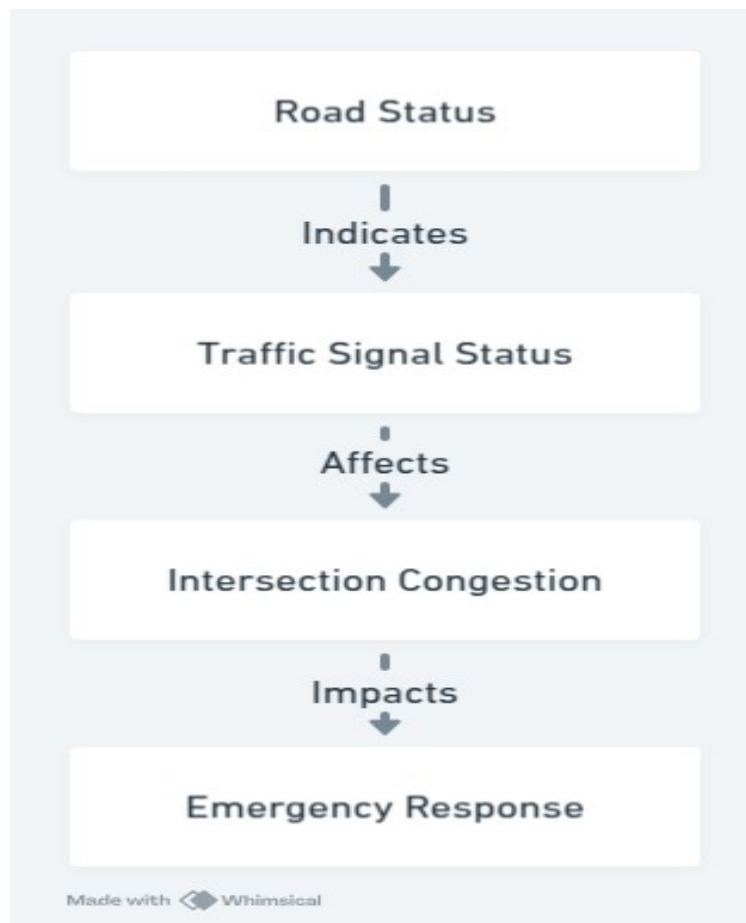 Road Status
Indicates
Traffic Signal Status
Affects
Intersection Congestion
Impacts
Emergency Response
Made with Whimsical